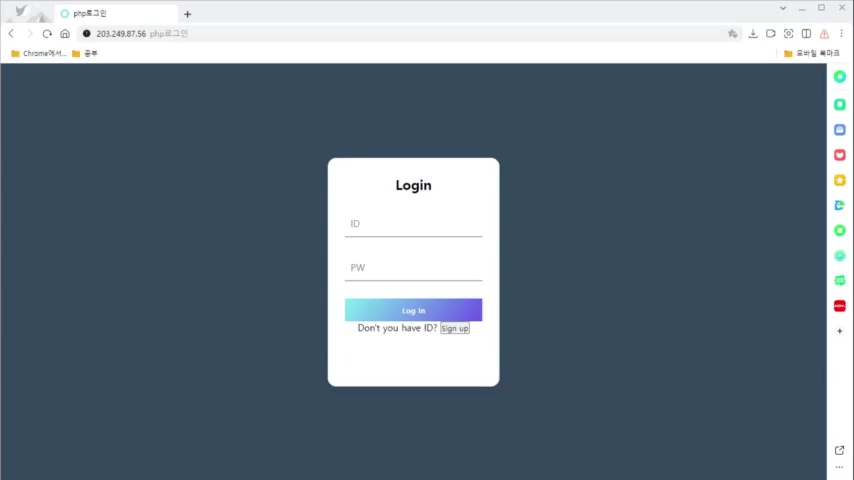 php로그인
203.249.87.56 php로그인
Chrome에서... 공부 모바일 북마크
Login
ID
PW
Log In
Don't you have ID? Sign up